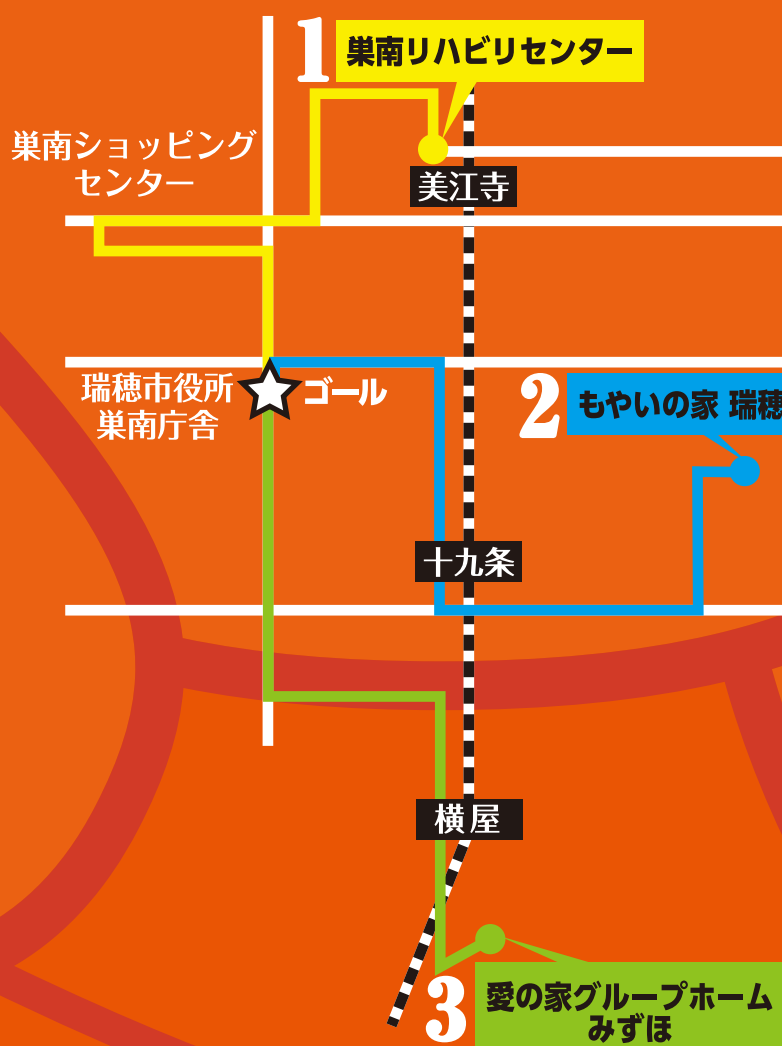 1
巣南リハビリセンター
巣南ショッピング
センター
美江寺
瑞穂市役所
巣南庁舎
ゴール
2
もやいの家 瑞穂
十九条
横屋
3
愛の家グループホーム
みずほ